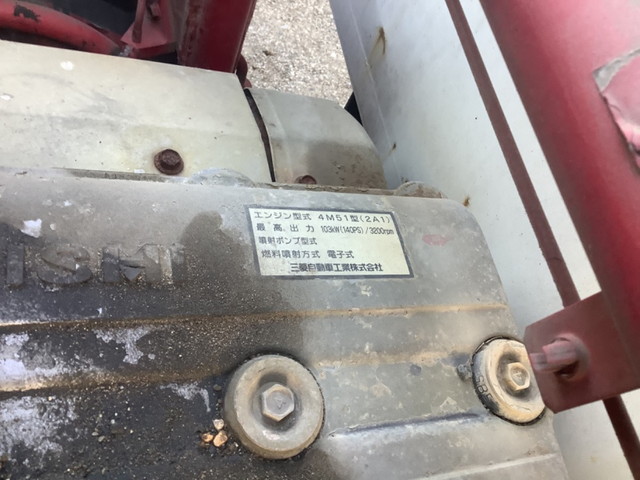 エンジン型式 4M51型(2A1)
最高出力 103kW(140PS)/3200rpm
噴射ポンプ型式
燃料噴射方式 電子式
三菱自動車工業株式会社
ISHI